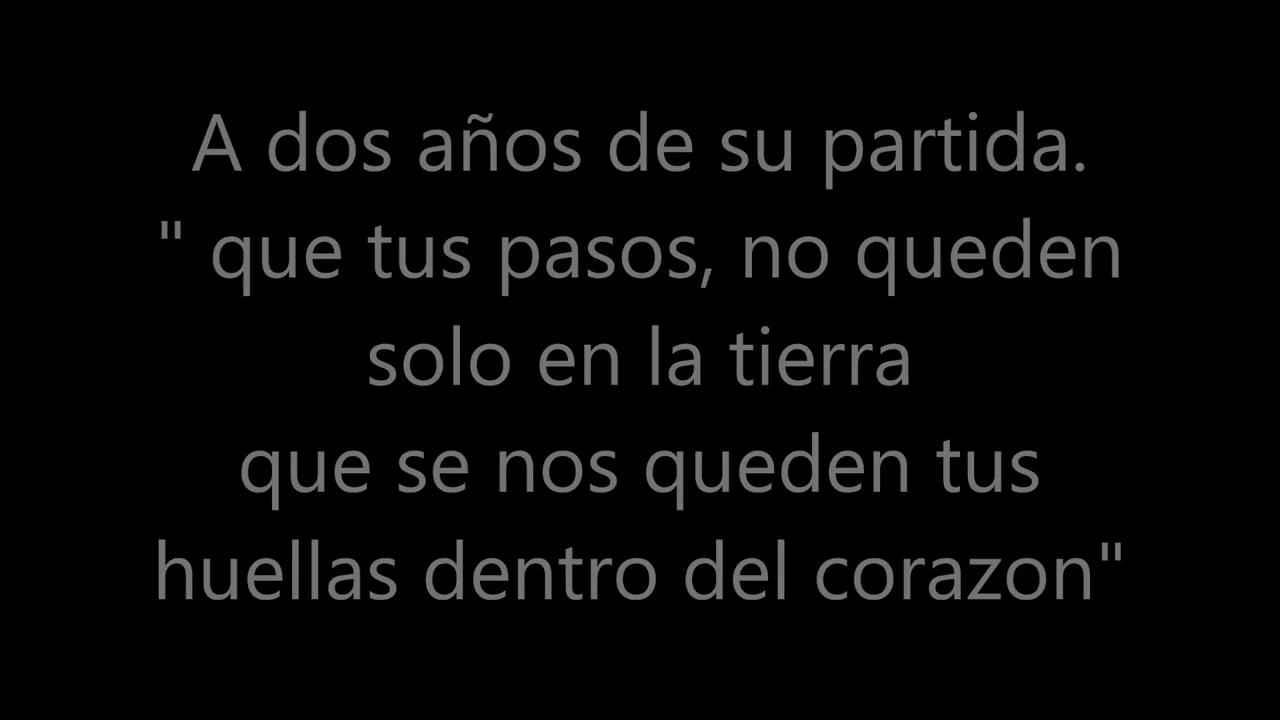 A dos años de su partida.
" que tus pasos, no queden
solo en la tierra
que se nos queden tus
huellas dentro del corazon"